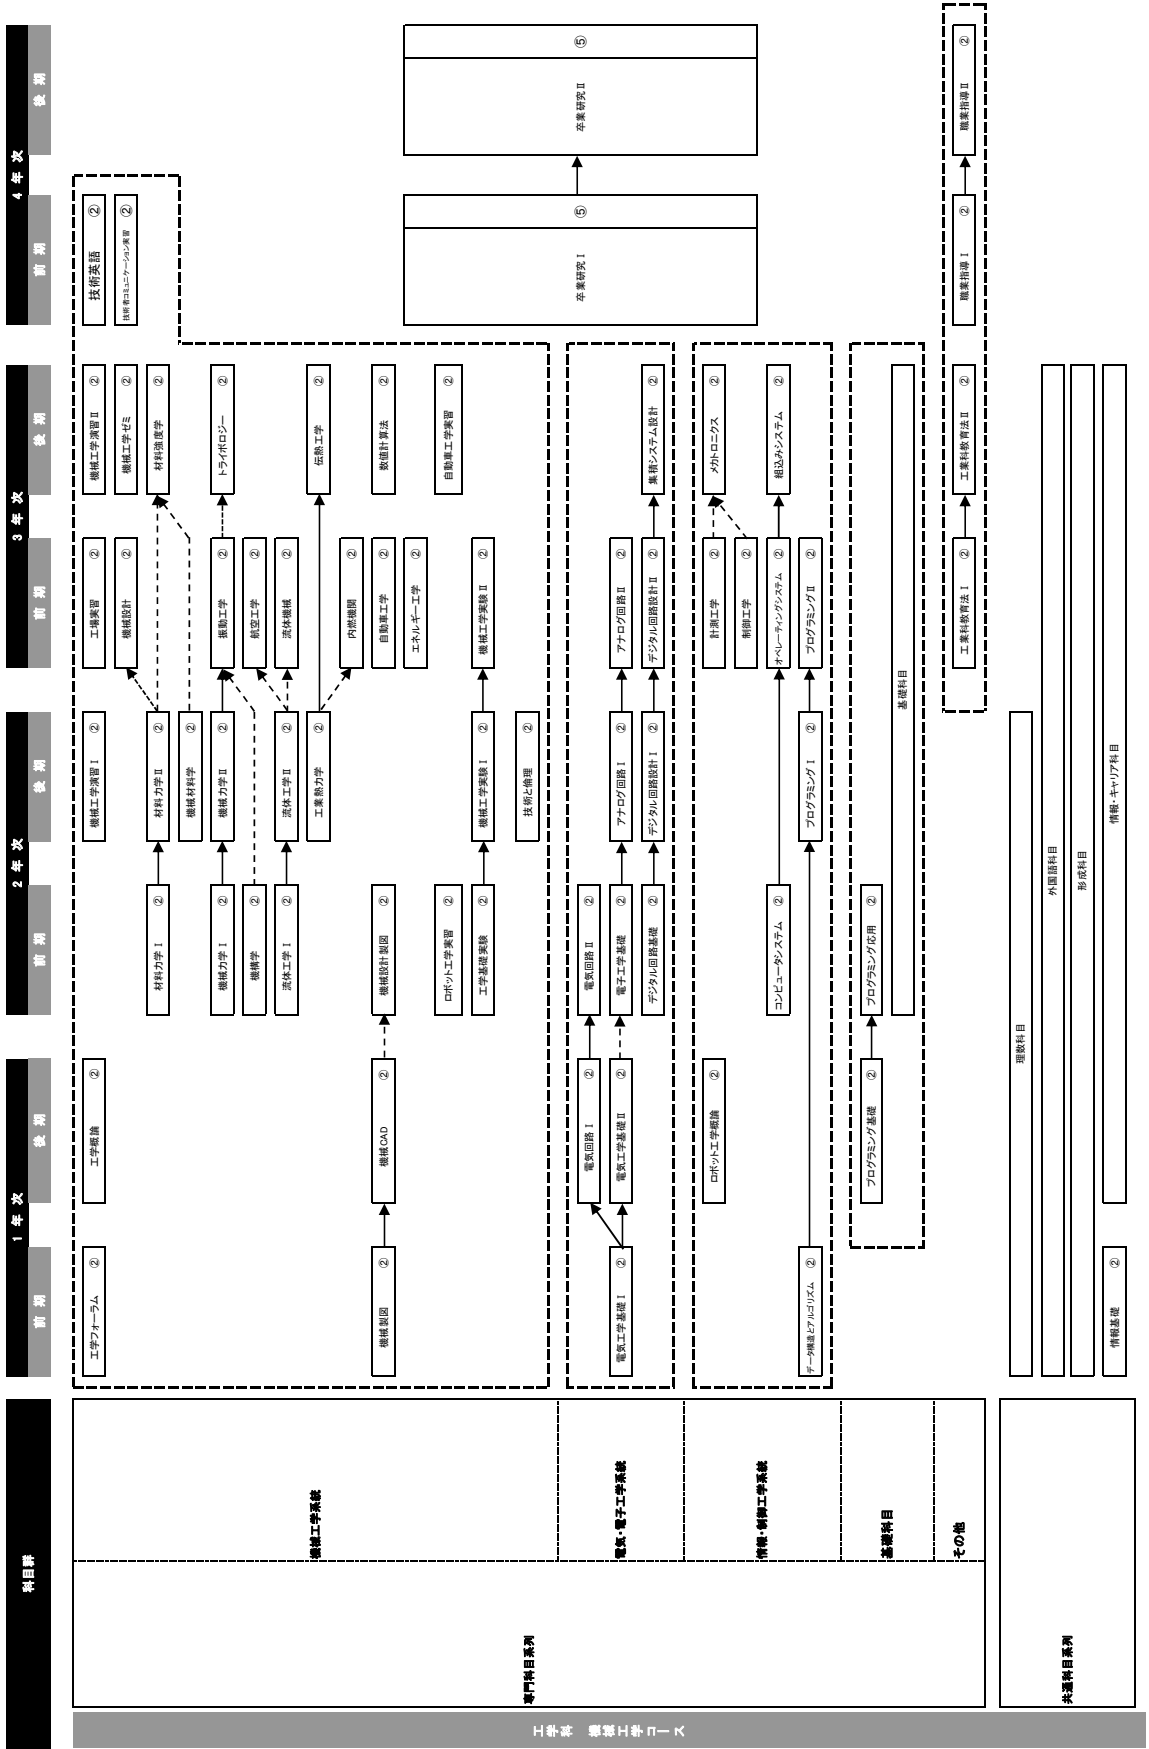 工学科　機械工学コース
科目群
1 年 次
2 年 次
3 年 次
4 年 次
前 期
後 期
前 期
後 期
前 期
後 期
前 期
後 期
専門科目系列
機械工学系統
工学フォーラム ②
工学概論 ②
機械工学演習Ⅰ ②
工場実習 ②
機械工学演習Ⅱ ②
技術英語 ②
機械設計 ②
機械工学ゼミ ②
技術者コミュニケーション実習 ②
材料力学Ⅰ ②
材料力学Ⅱ ②
材料強度学 ②
機械材料学 ②
機械力学Ⅰ ②
機械力学Ⅱ ②
振動工学 ②
トライボロジー ②
機構学 ②
航空工学 ②
流体工学Ⅰ ②
流体工学Ⅱ ②
流体機械 ②
工業熱力学 ②
伝熱工学 ②
内燃機関 ②
機械製図 ②
機械CAD ②
機械設計製図 ②
自動車工学 ②
数値計算法 ②
エネルギー工学 ②
ロボット工学実習 ②
自動車工学実習 ②
工学基礎実験 ②
機械工学実験Ⅰ ②
機械工学実験Ⅱ ②
技術と倫理 ②
卒業研究Ⅰ ⑤
卒業研究Ⅱ ⑤
電気・電子工学系統
電気回路Ⅰ ②
電気回路Ⅱ ②
電気工学基礎Ⅰ ②
電気工学基礎Ⅱ ②
電子工学基礎 ②
アナログ回路Ⅰ ②
アナログ回路Ⅱ ②
デジタル回路基礎 ②
デジタル回路設計Ⅰ ②
デジタル回路設計Ⅱ ②
集積システム設計 ②
情報・制御工学系統
ロボット工学概論 ②
計測工学 ②
メカトロニクス ②
制御工学 ②
コンピュータシステム ②
オペレーティングシステム ②
組込みシステム ②
データ構造とアルゴリズム ②
プログラミングⅠ ②
プログラミングⅡ ②
基礎科目
プログラミング基礎 ②
プログラミング応用 ②
基礎科目
その他
工業科教育法Ⅰ ②
工業科教育法Ⅱ ②
職業指導Ⅰ ②
職業指導Ⅱ ②
共通科目系列
理数科目
外国語科目
形成科目
情報基礎 ②
情報・キャリア科目